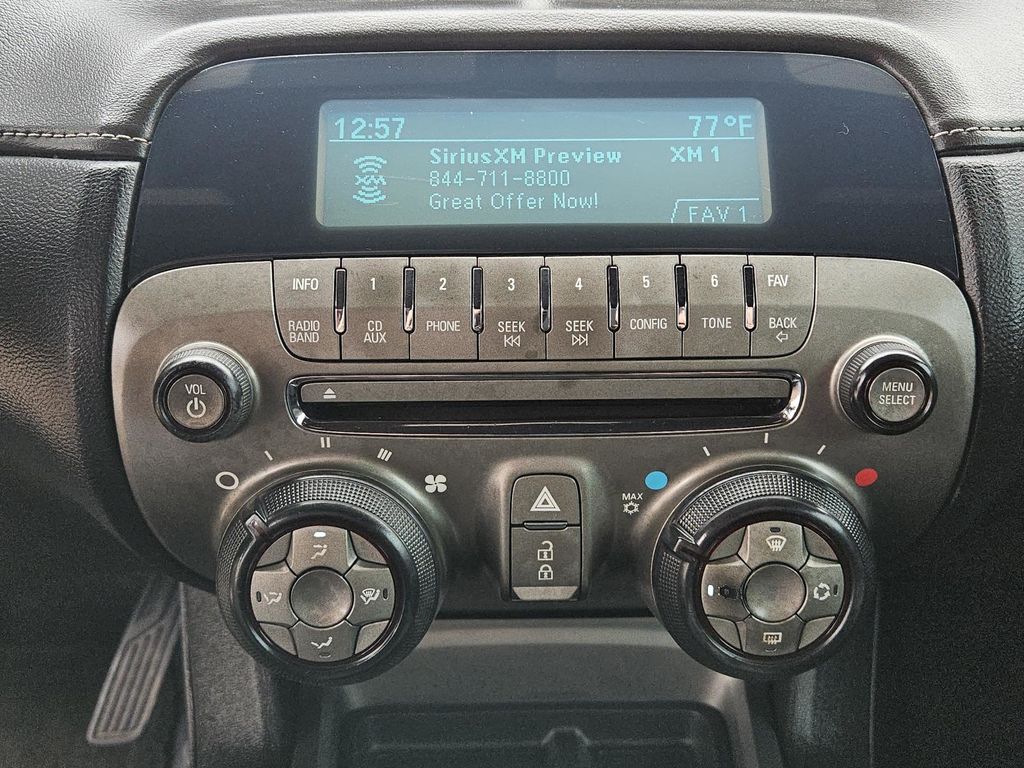 12:57 77°F
SiriusXM Preview XM 1
XM 844-711-8800
Great Offer Now!
FAV 1
INFO 1 2 3 4 5 6 FAV
RADIO BAND CD AUX PHONE SEEK SEEK CONFIG TONE BACK
VOL
MENU SELECT
MAX